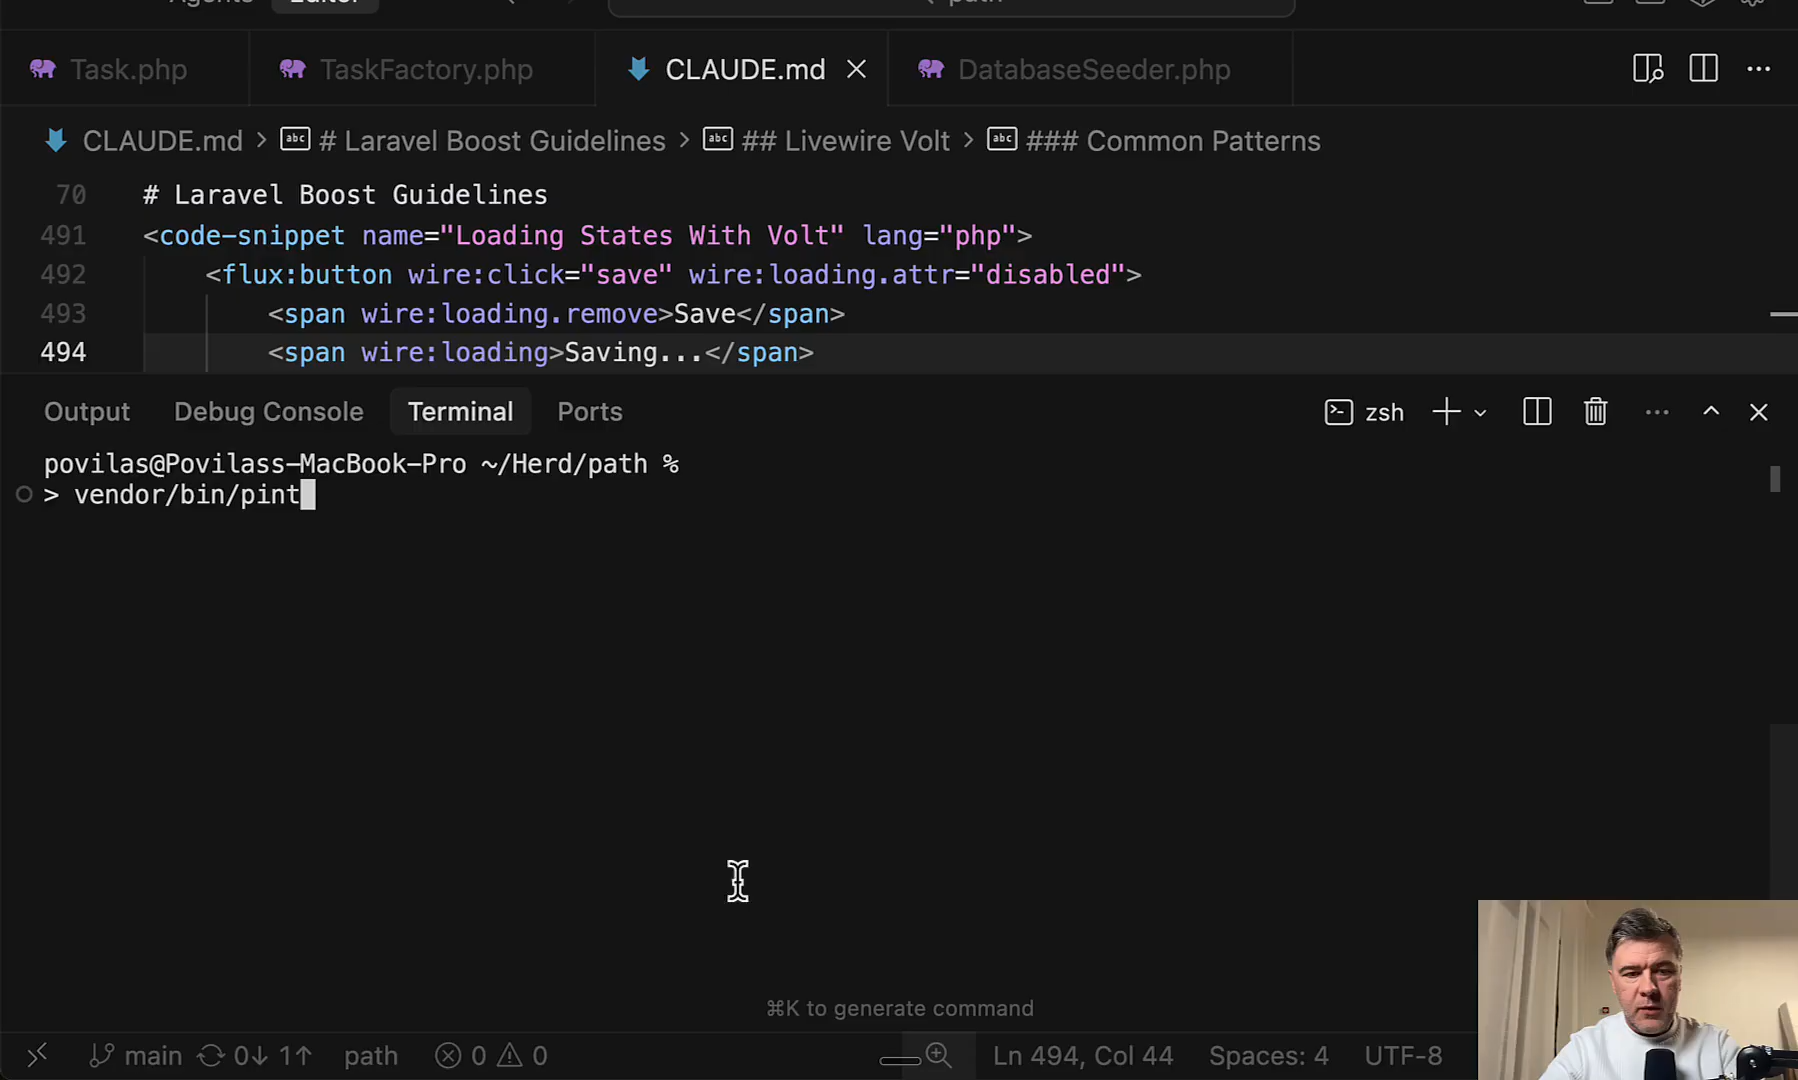 Agents Editor path
Task.php TaskFactory.php CLAUDE.md DatabaseSeeder.php
CLAUDE.md > # Laravel Boost Guidelines > ## Livewire Volt > ### Common Patterns
70 # Laravel Boost Guidelines
491 <code-snippet name="Loading States With Volt" lang="php">
492 <flux:button wire:click="save" wire:loading.attr="disabled">
493 <span wire:loading.remove>Save</span>
494 <span wire:loading>Saving...</span>
Output Debug Console Terminal Ports zsh
povilas@Povilass-MacBook-Pro ~/Herd/path %
> vendor/bin/pint
⌘K to generate command
main 0↓ 1↑ path 0 0 Ln 494, Col 44 Spaces: 4 UTF-8